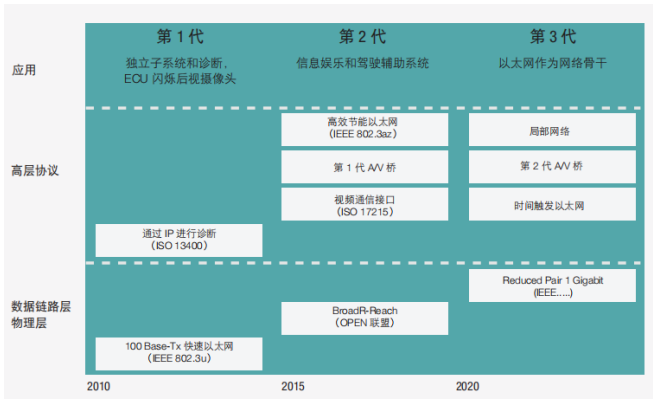 第 1 代
第 2 代
第 3 代
应用
独立子系统和诊断，
ECU 闪烁后视摄像头
信息娱乐和驾驶辅助系统
以太网作为网络骨干
高层协议
高效节能以太网
（IEEE 802.3az）
局部网络
第 1 代 A/V 桥
第 2 代 A/V 桥
视频通信接口
（ISO 17215）
时间触发以太网
通过 IP 进行诊断
（ISO 13400）
数据链路层
物理层
Reduced Pair 1 Gigabit
(IEEE.....)
BroadR-Reach
（OPEN 联盟）
100 Base-Tx 快速以太网
（IEEE 802.3u）
2010
2015
2020